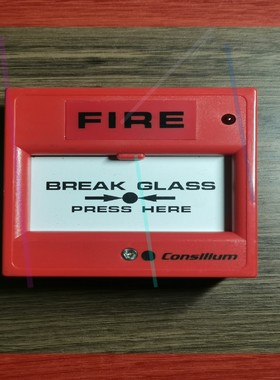 FIRE
BREAK GLASS
PRESS HERE
Consilium